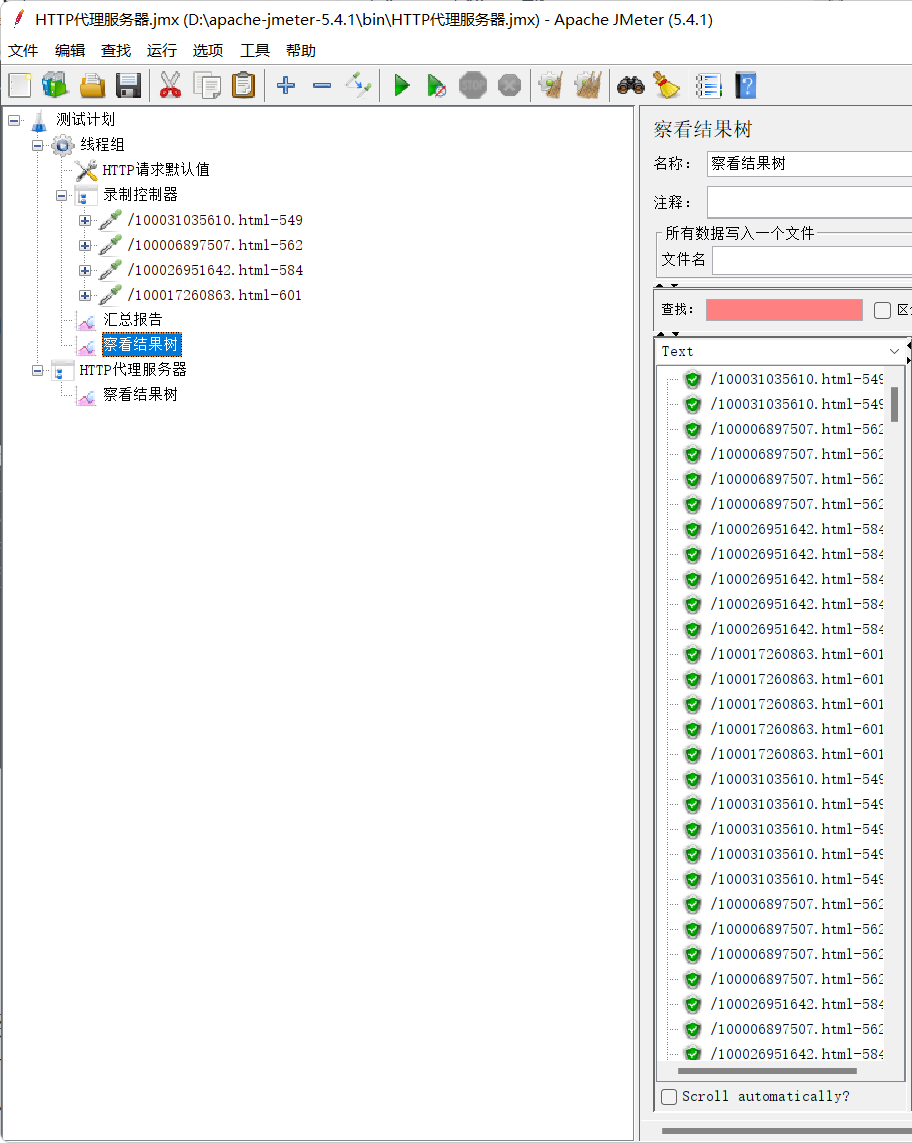 HTTP代理服务器.jmx (D:\apache-jmeter-5.4.1\bin\HTTP代理服务器.jmx) - Apache JMeter (5.4.1)
文件 编辑 查找 运行 选项 工具 帮助
STOP
测试计划
线程组
HTTP请求默认值
录制控制器
/100031035610.html-549
/100006897507.html-562
/100026951642.html-584
/100017260863.html-601
汇总报告
察看结果树
HTTP代理服务器
察看结果树
察看结果树
名称： 察看结果树
注释：
所有数据写入一个文件
文件名
查找：
Text
/100031035610.html-549
/100031035610.html-549
/100006897507.html-562
/100006897507.html-562
/100006897507.html-562
/100006897507.html-562
/100026951642.html-584
/100026951642.html-584
/100026951642.html-584
/100026951642.html-584
/100026951642.html-584
/100017260863.html-601
/100017260863.html-601
/100017260863.html-601
/100017260863.html-601
/100017260863.html-601
/100031035610.html-549
/100031035610.html-549
/100031035610.html-549
/100031035610.html-549
/100031035610.html-549
/100006897507.html-562
/100006897507.html-562
/100006897507.html-562
/100006897507.html-562
/100026951642.html-584
/100006897507.html-562
/100026951642.html-584
Scroll automatically?